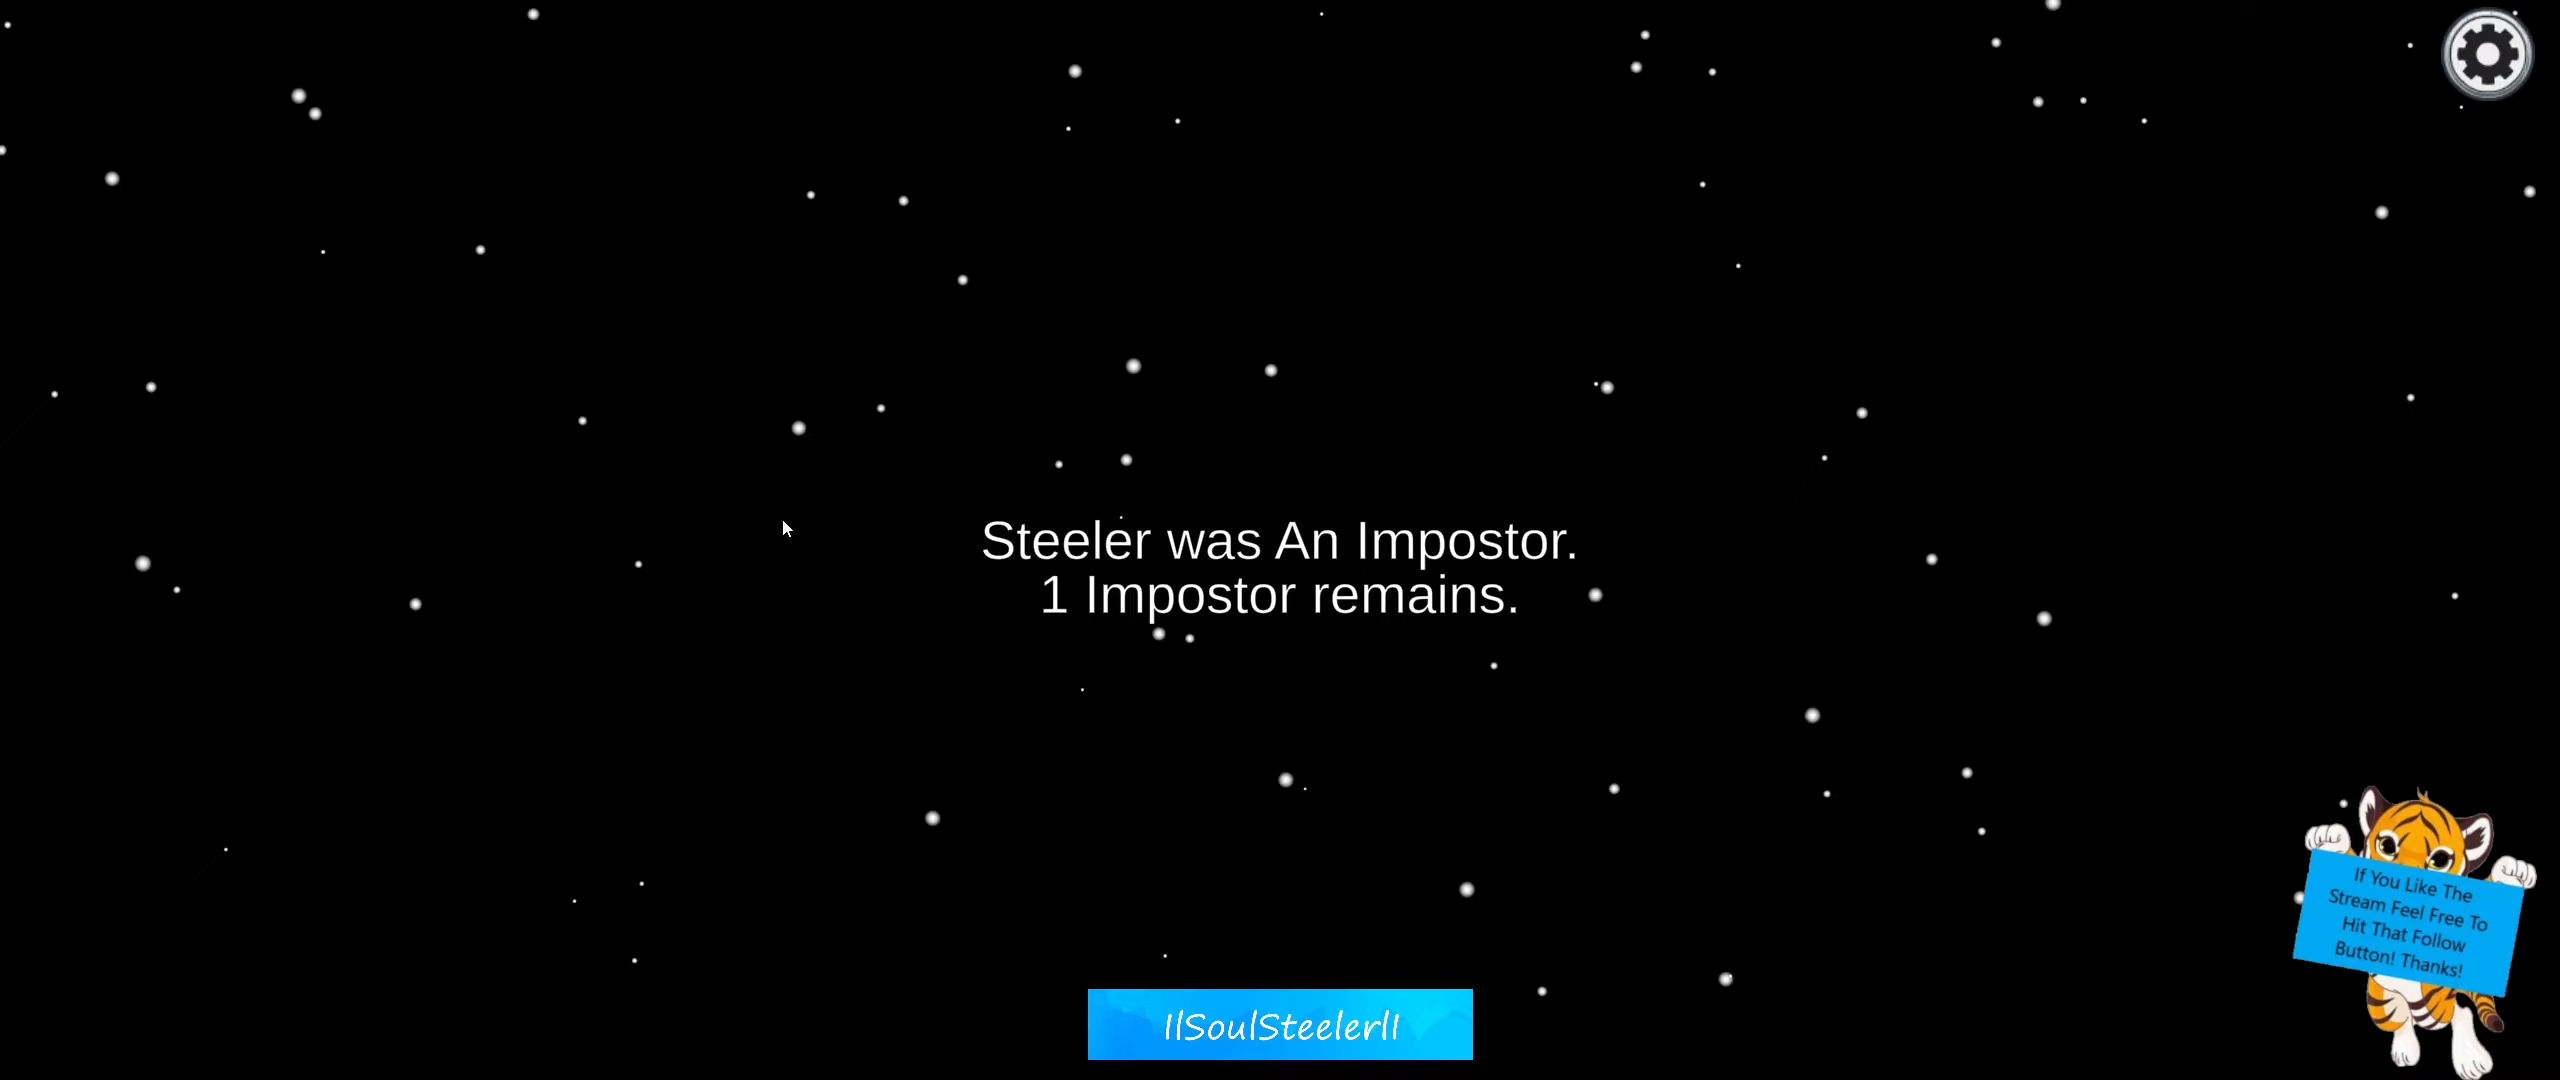 Steeler was An Impostor.
1 Impostor remains.
If You Like The
Stream Feel Free To
Hit That Follow
Button! Thanks!
IlSoulSteelerlI